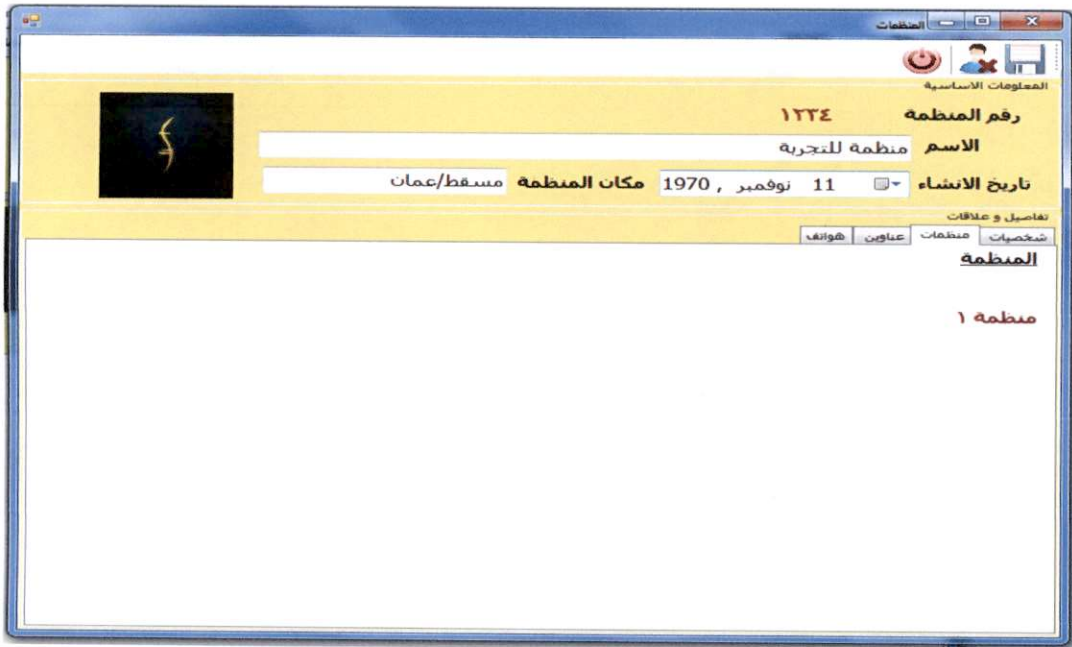 المنظمات
المعلومات الاساسية
رقم المنظمة ١٢٣٤
الاسم منظمة للتجربة
تاريخ الانشاء 11 نوفمبر , 1970 مكان المنظمة مسقط/عمان
تفاصيل و علاقات
شخصيات منظمات عناوين هواتف
المنظمة
منظمة ١